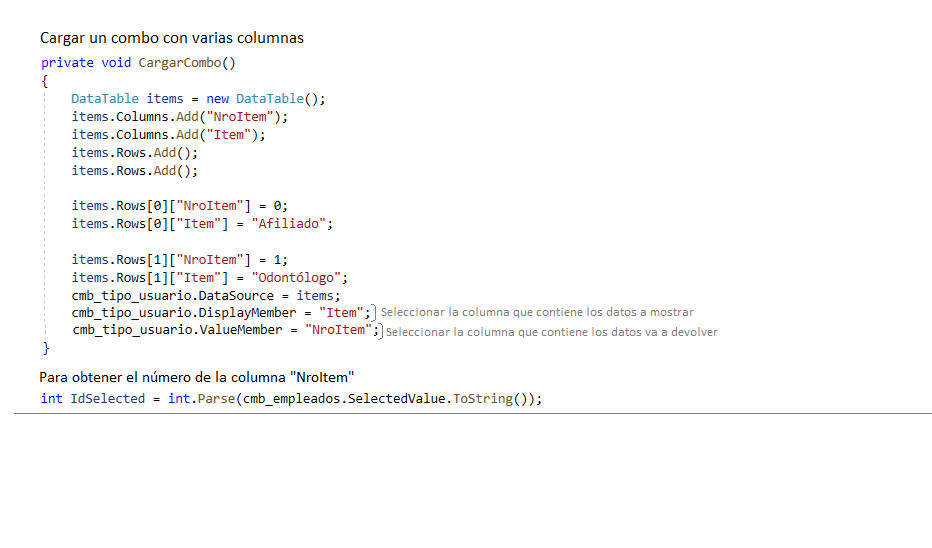 Cargar un combo con varias columnas
private void CargarCombo()
{
DataTable items = new DataTable();
items.Columns.Add("NroItem");
items.Columns.Add("Item");
items.Rows.Add();
items.Rows.Add();
items.Rows[0]["NroItem"] = 0;
items.Rows[0]["Item"] = "Afiliado";
items.Rows[1]["NroItem"] = 1;
items.Rows[1]["Item"] = "Odontólogo";
cmb_tipo_usuario.DataSource = items;
cmb_tipo_usuario.DisplayMember = "Item"; Seleccionar la columna que contiene los datos a mostrar
cmb_tipo_usuario.ValueMember = "NroItem"; Seleccionar la columna que contiene los datos va a devolver
}
Para obtener el número de la columna "NroItem"
int IdSelected = int.Parse(cmb_empleados.SelectedValue.ToString());